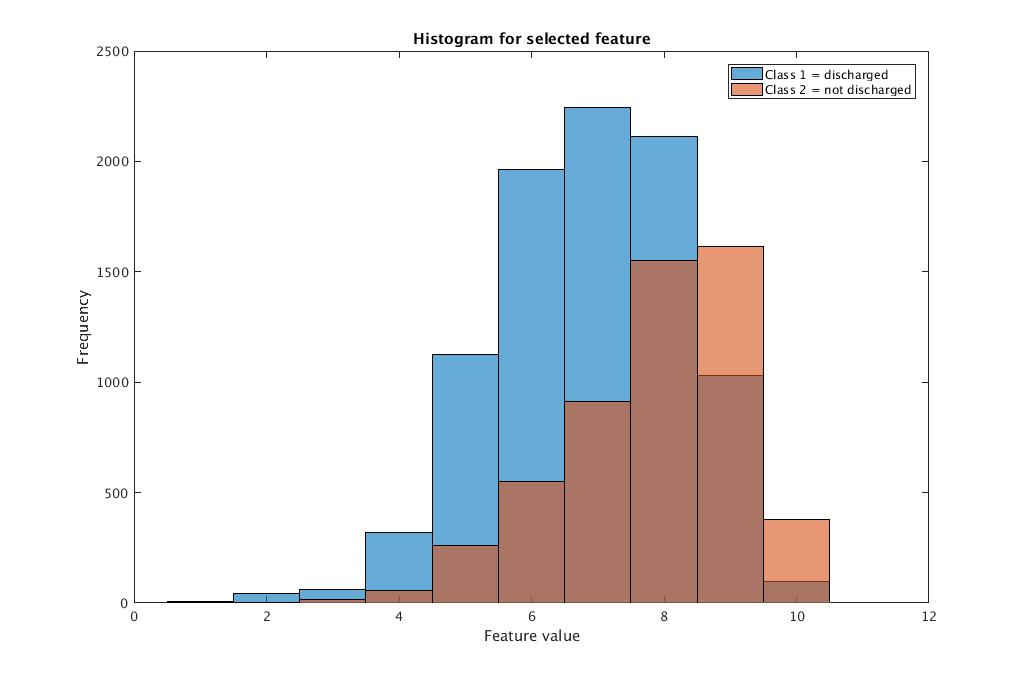 Histogram for selected feature
Class 1 = discharged
Class 2 = not discharged
2500
2000
1500
1000
500
0
Frequency
0 2 4 6 8 10 12
Feature value